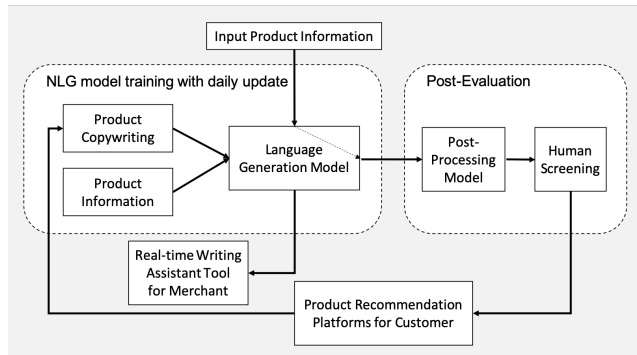 Input Product Information
NLG model training with daily update
Post-Evaluation
Product
Copywriting
Product
Information
Language
Generation Model
Post-
Processing
Model
Human
Screening
Real-time Writing
Assistant Tool
for Merchant
Product Recommendation
Platforms for Customer